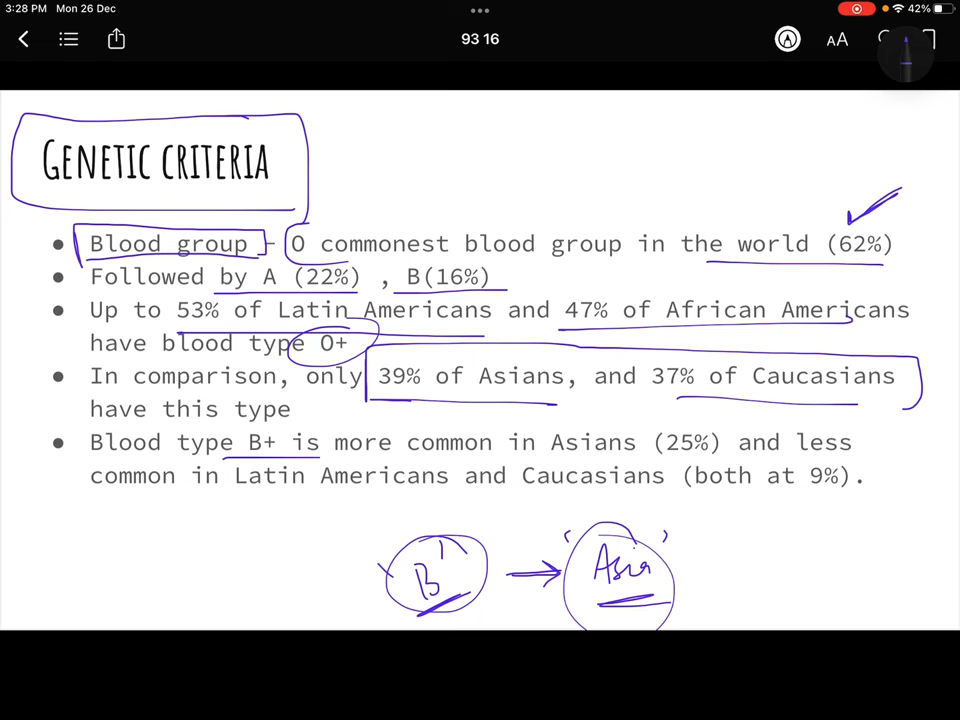 3:28 PM Mon 26 Dec
42%
93 16
AA
GENETIC CRITERIA
● Blood group - O commonest blood group in the world (62%)
● Followed by A (22%) , B(16%)
● Up to 53% of Latin Americans and 47% of African Americans
have blood type O+
● In comparison, only 39% of Asians, and 37% of Caucasians
have this type
● Blood type B+ is more common in Asians (25%) and less
common in Latin Americans and Caucasians (both at 9%).
B → Asia